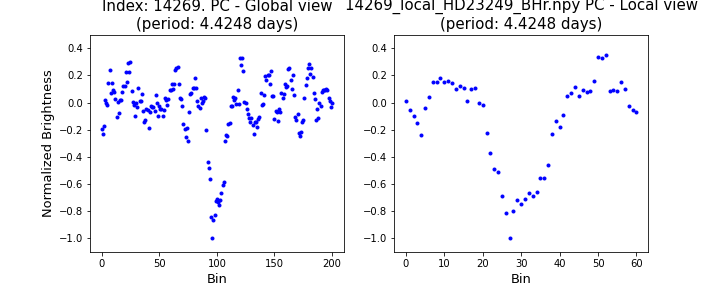 Index: 14269. PC - Global view
(period: 4.4248 days)
14269_local_HD23249_BHr.npy PC - Local view
(period: 4.4248 days)
Normalized Brightness
0.4
0.2
0.0
−0.2
−0.4
−0.6
−0.8
−1.0
0 50 100 150 200
Bin
0.4
0.2
0.0
−0.2
−0.4
−0.6
−0.8
−1.0
0 10 20 30 40 50 60
Bin